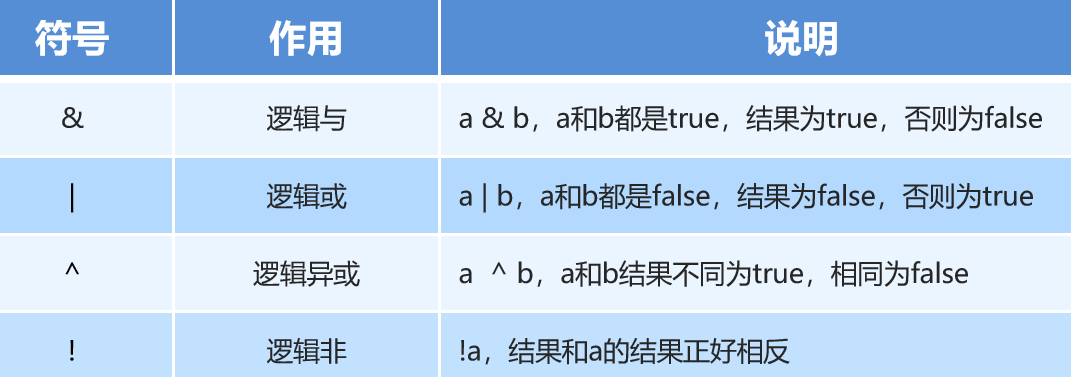 符号 作用 说明
& 逻辑与 a & b，a和b都是true，结果为true，否则为false
| 逻辑或 a | b，a和b都是false，结果为false，否则为true
^ 逻辑异或 a ^ b，a和b结果不同为true，相同为false
! 逻辑非 !a，结果和a的结果正好相反